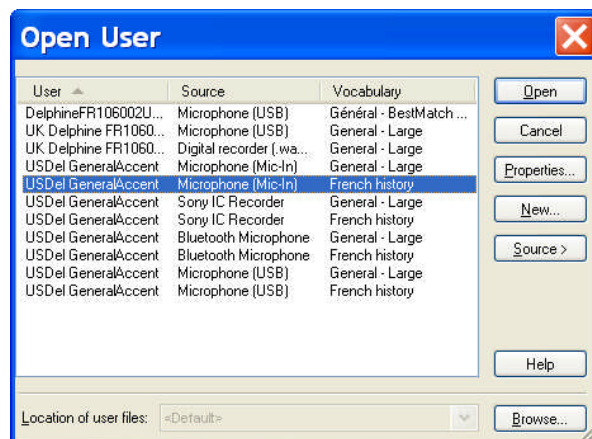 Open User
User Source Vocabulary
DelphineFR106002U... Microphone (USB) Général - BestMatch ...
UK Delphine FR1060... Microphone (USB) General - Large
UK Delphine FR1060... Digital recorder (.wa... General - Large
USDel GeneralAccent Microphone (Mic-In) General - Large
USDel GeneralAccent Microphone (Mic-In) French history
USDel GeneralAccent Sony IC Recorder General - Large
USDel GeneralAccent Sony IC Recorder French history
USDel GeneralAccent Bluetooth Microphone General - Large
USDel GeneralAccent Bluetooth Microphone French history
USDel GeneralAccent Microphone (USB) General - Large
USDel GeneralAccent Microphone (USB) French history
Open
Cancel
Properties...
New...
Source >
Help
Location of user files: <Default> Browse...